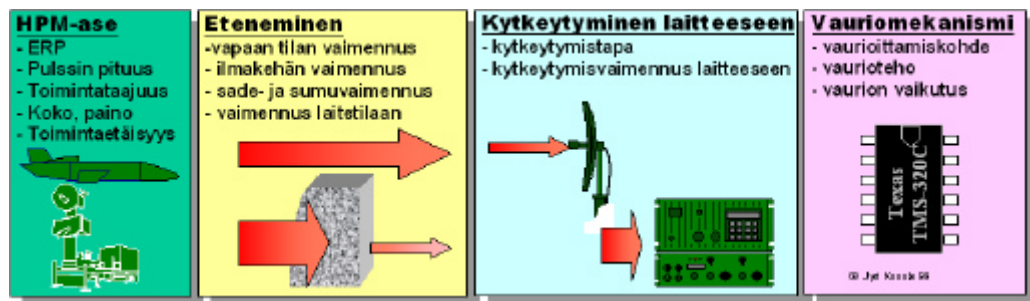 HPM-ase
- ERP
- Pulssin pituus
- Toimintataajuus
- Koko, paino
- Toimintaetäisyys
Eteneminen
-vapaan tilan vaimennus
- ilmakehän vaimennus
- sade- ja sumuvaimennus
- vaimennus laitetilaan
Kytkeytyminen laitteeseen
- kytkeytymistapa
- kytkeytymisvaimennus laitteeseen
Vauriomekanismi
- vaurioittamiskohde
- vaurioteho
- vaurion vaikutus
Texas
TMS-320C